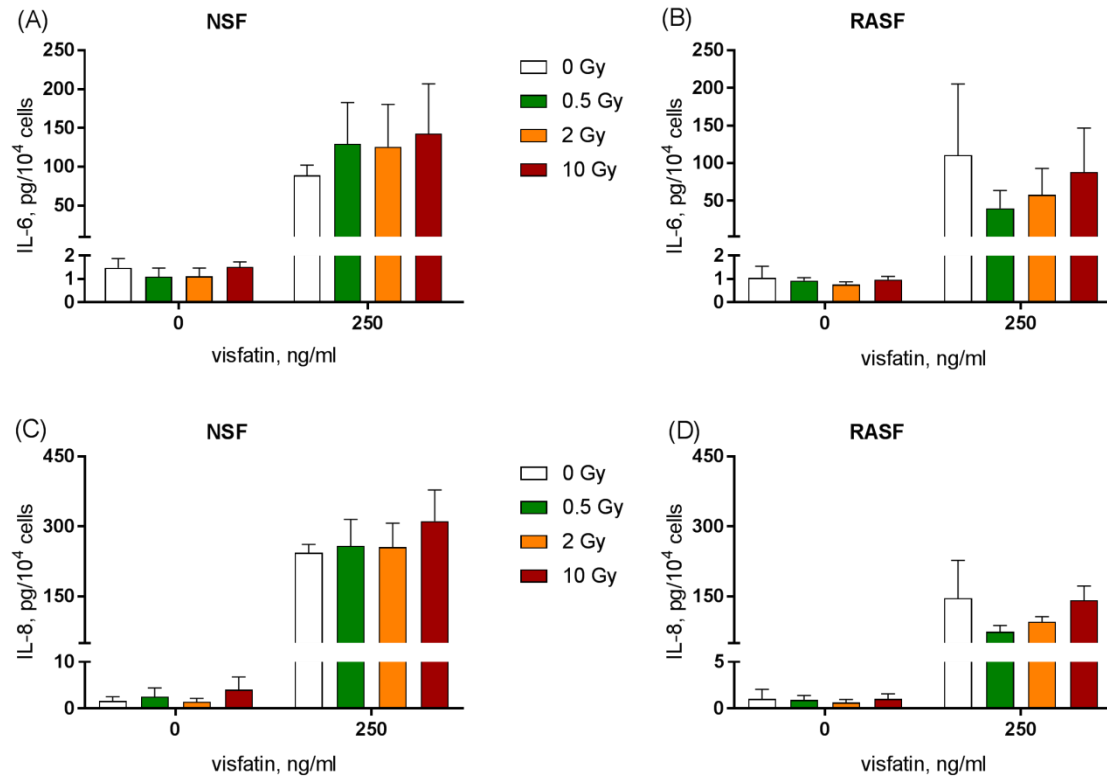 (A)
NSF
IL-6, pg/10⁴ cells
250
200
150
100
50
2
1
0
0
250
visfatin, ng/ml
0 Gy
0.5 Gy
2 Gy
10 Gy
(B)
RASF
IL-6, pg/10⁴ cells
250
200
150
100
50
2
1
0
0
250
visfatin, ng/ml
(C)
NSF
IL-8, pg/10⁴ cells
450
300
150
10
0
0
250
visfatin, ng/ml
0 Gy
0.5 Gy
2 Gy
10 Gy
(D)
RASF
IL-8, pg/10⁴ cells
450
300
150
5
0
0
250
visfatin, ng/ml